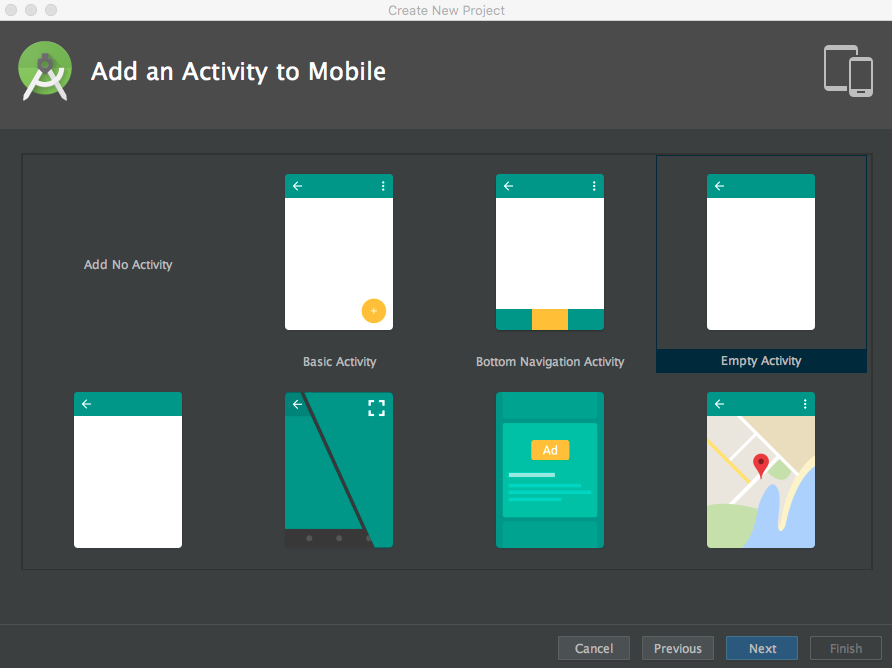 Create New Project
Add an Activity to Mobile
Add No Activity
Basic Activity
Bottom Navigation Activity
Empty Activity
Ad
Cancel
Previous
Next
Finish